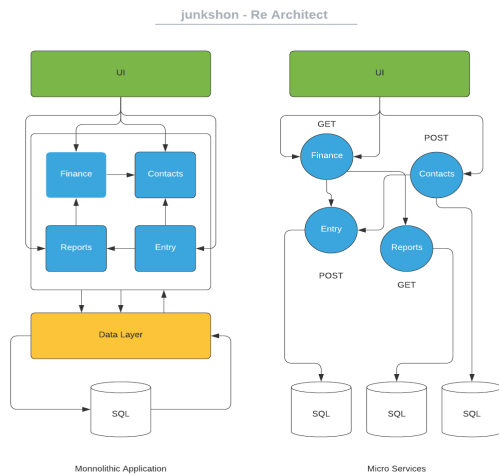 junkshon - Re Architect
UI
UI
GET
POST
Finance
Contacts
Finance
Contacts
Reports
Entry
Entry
Reports
POST
GET
Data Layer
SQL
SQL
SQL
SQL
Monnolithic Application
Micro Services